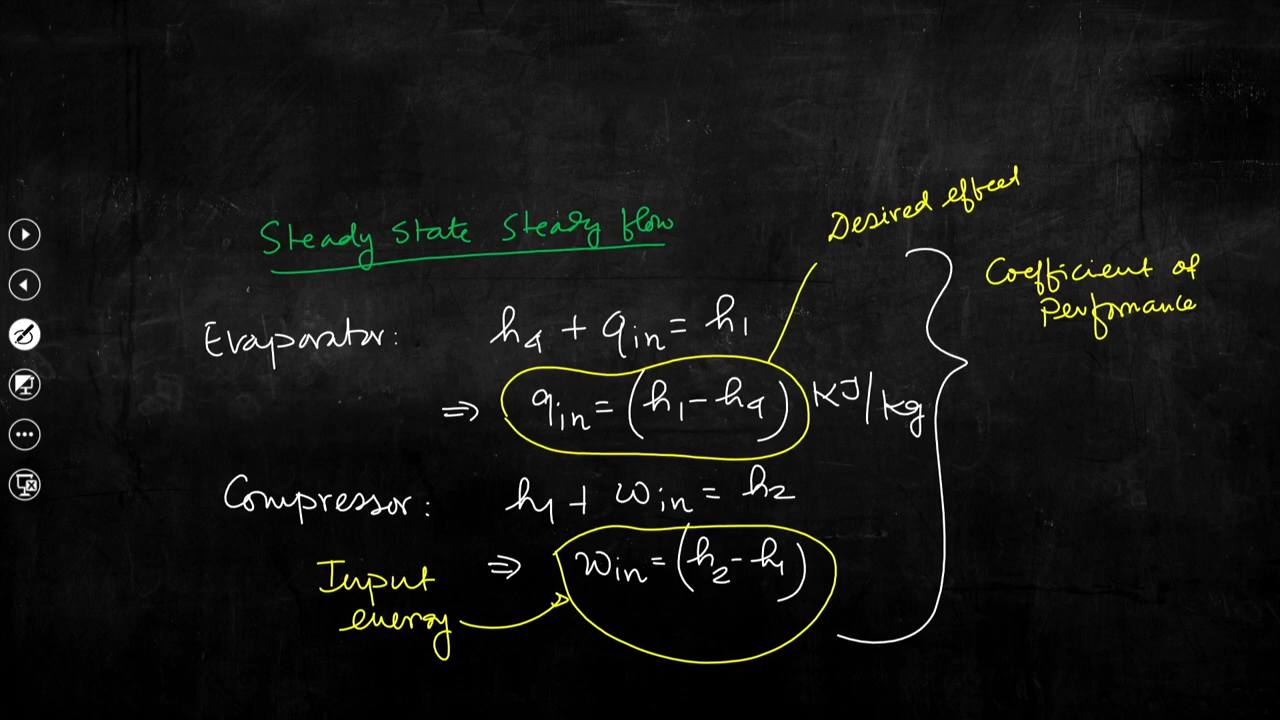 Steady State Steady flow
Desired effect
Coefficient of
Performance
Evaporator: h4 + qin = h1
⇒ qin = (h1 - h4) KJ/kg
Compressor: h1 + win = h2
⇒ win = (h2 - h1)
Input
energy